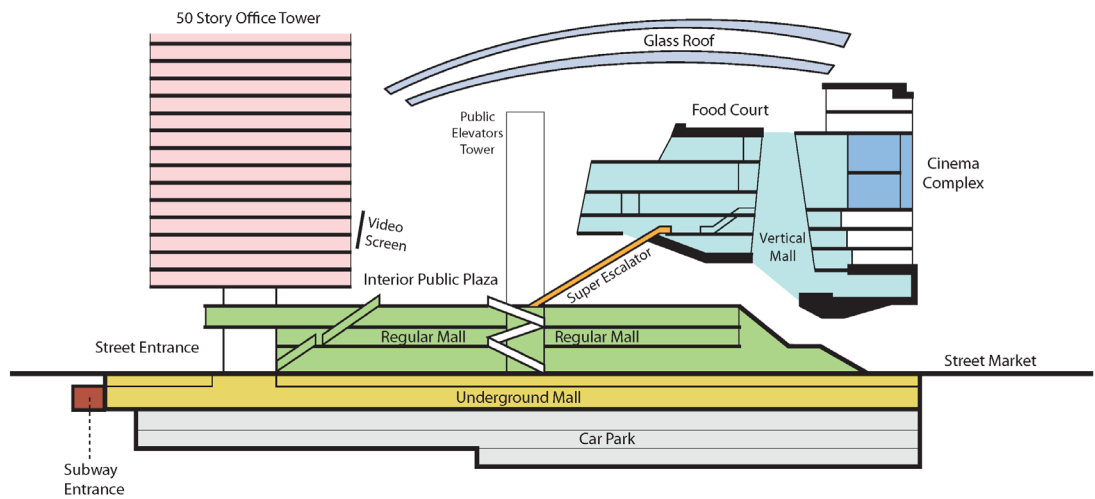 50 Story Office Tower
Glass Roof
Public
Elevators
Tower
Food Court
Cinema
Complex
Video
Screen
Vertical
Mall
Interior Public Plaza
Super Escalator
Regular Mall
Regular Mall
Street Entrance
Street Market
Underground Mall
Car Park
Subway
Entrance